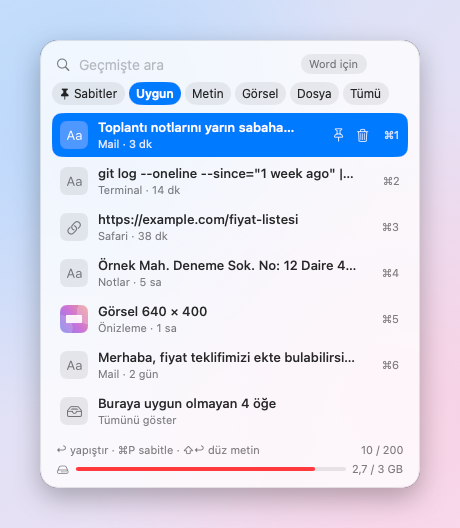 Geçmişte ara
Word için
Sabitler
Uygun
Metin
Görsel
Dosya
Tümü
Aa
Toplantı notlarını yarın sabaha...
⌘1
Mail · 3 dk
Aa
git log --oneline --since="1 week ago" |...
⌘2
Terminal · 14 dk
https://example.com/fiyat-listesi
⌘3
Safari · 38 dk
Aa
Örnek Mah. Deneme Sok. No: 12 Daire 4...
⌘4
Notlar · 5 sa
Görsel 640 × 400
⌘5
Önizleme · 1 sa
Aa
Merhaba, fiyat teklifimizi ekte bulabilirsi...
⌘6
Mail · 2 gün
Buraya uygun olmayan 4 öğe
Tümünü göster
↩ yapıştır · ⌘P sabitle · ⇧↩ düz metin
10 / 200
2,7 / 3 GB